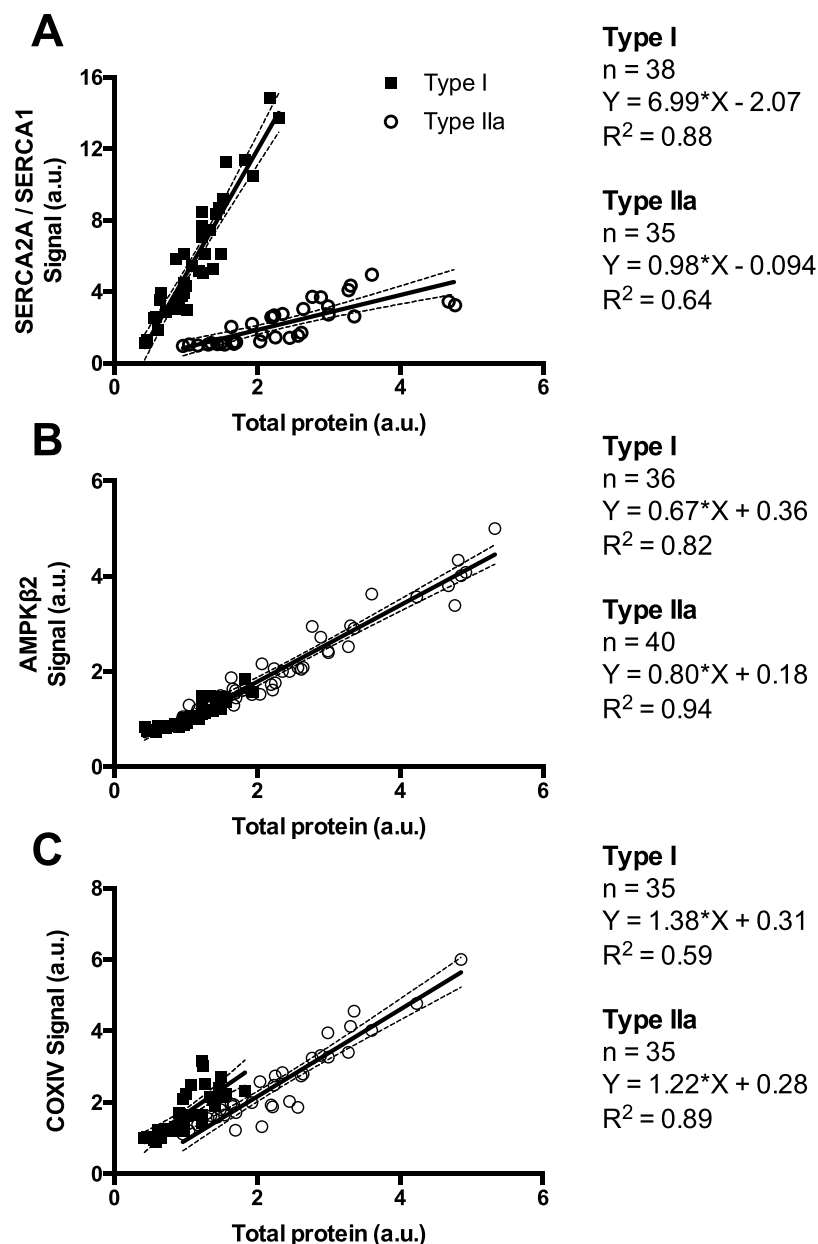 A
Type I
n = 38
Y = 6.99*X - 2.07
R² = 0.88
Type IIa
n = 35
Y = 0.98*X - 0.094
R² = 0.64
SERCA2A / SERCA1
Signal (a.u.)
16
12
8
4
0
Type I
Type IIa
0 2 4 6
Total protein (a.u.)
B
Type I
n = 36
Y = 0.67*X + 0.36
R² = 0.82
Type IIa
n = 40
Y = 0.80*X + 0.18
R² = 0.94
AMPKβ2
Signal (a.u.)
6
4
2
0
0 2 4 6
Total protein (a.u.)
C
Type I
n = 35
Y = 1.38*X + 0.31
R² = 0.59
Type IIa
n = 35
Y = 1.22*X + 0.28
R² = 0.89
COXIV Signal (a.u.)
8
6
4
2
0
0 2 4 6
Total protein (a.u.)